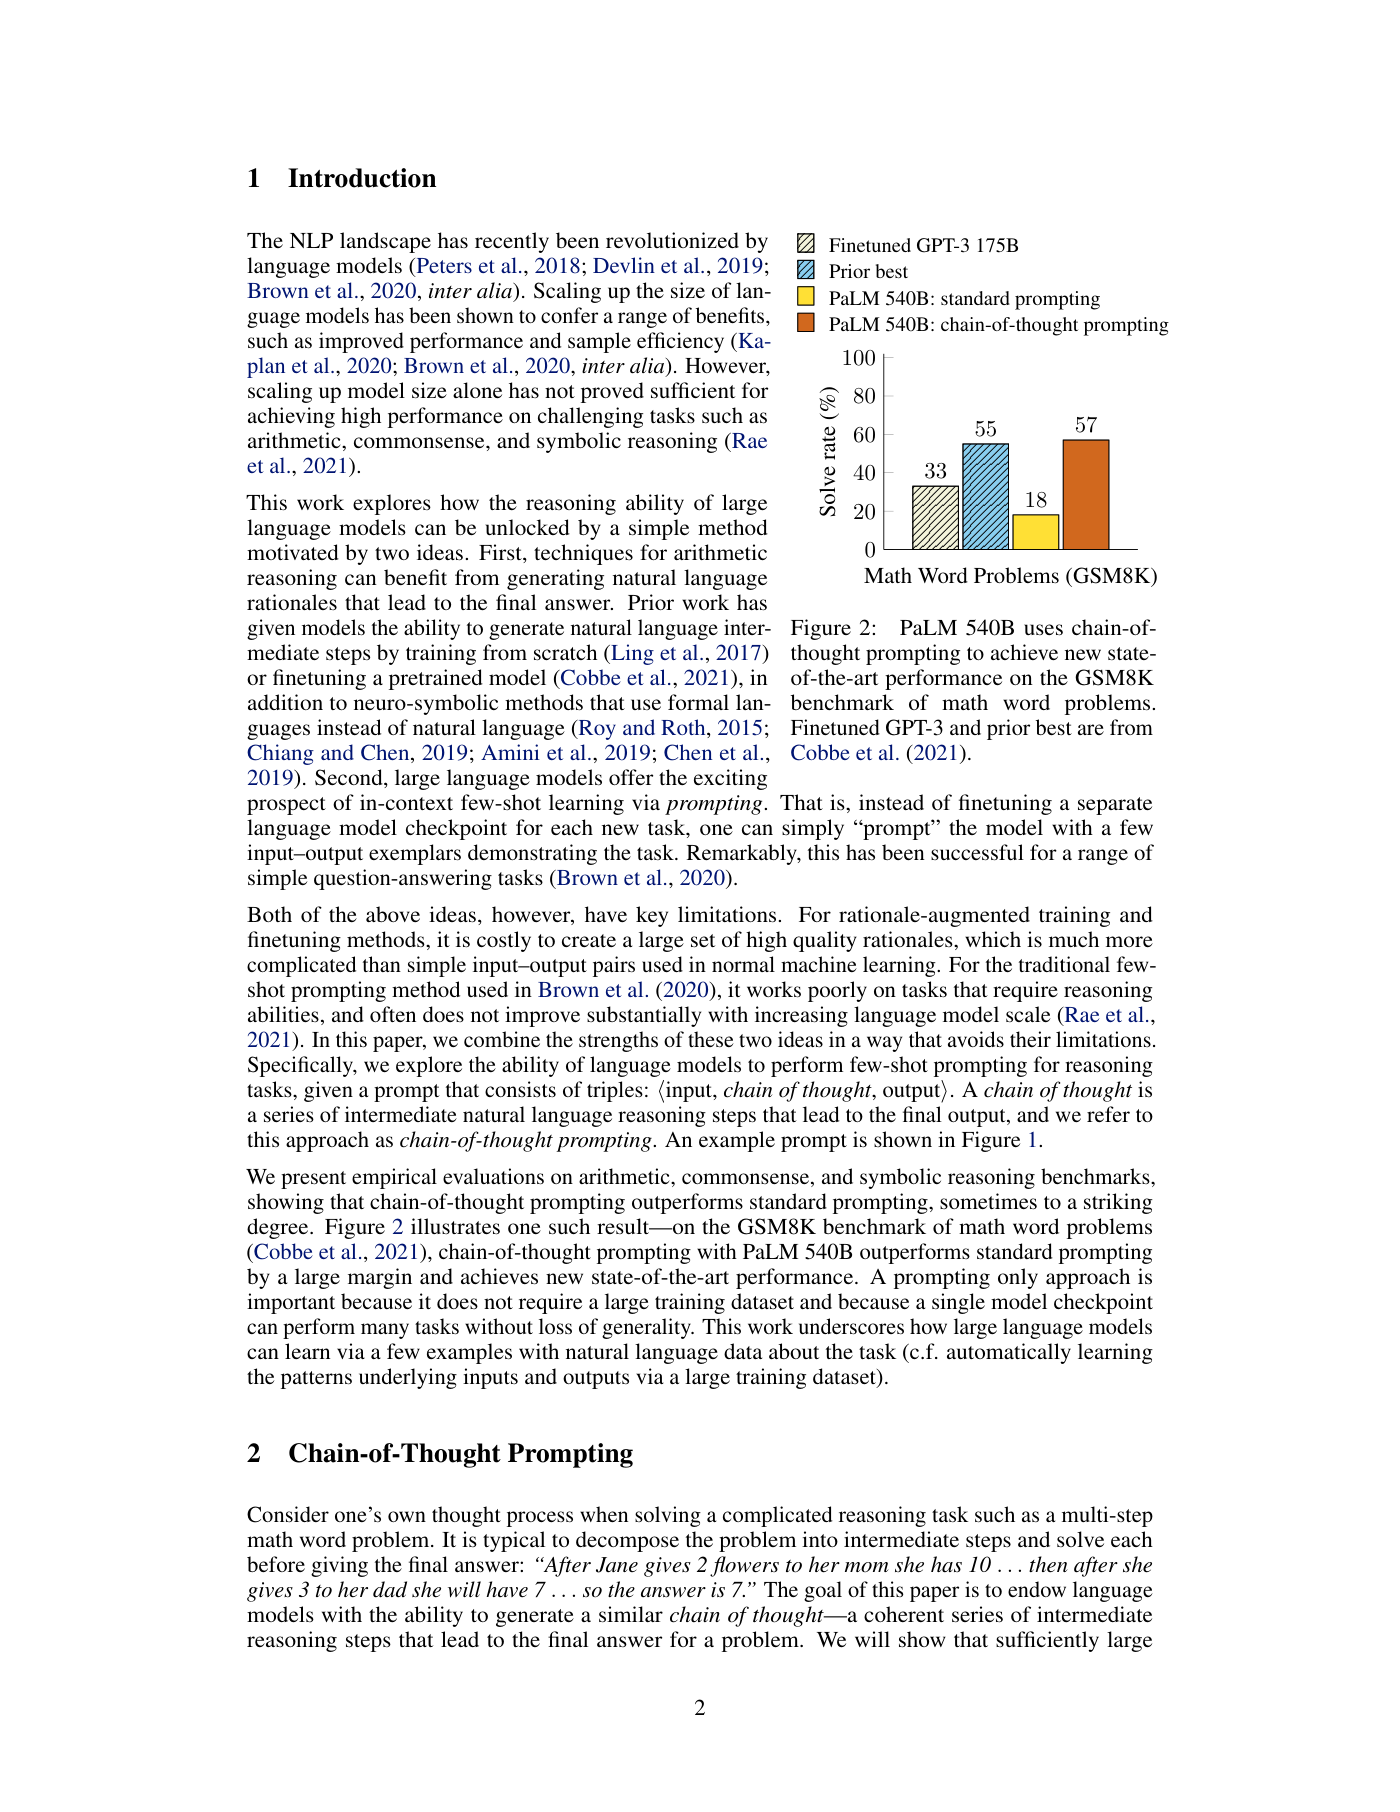 1 Introduction
The NLP landscape has recently been revolutionized by
language models (Peters et al., 2018; Devlin et al., 2019;
Brown et al., 2020, inter alia). Scaling up the size of lan-
guage models has been shown to confer a range of benefits,
such as improved performance and sample efficiency (Ka-
plan et al., 2020; Brown et al., 2020, inter alia). However,
scaling up model size alone has not proved sufficient for
achieving high performance on challenging tasks such as
arithmetic, commonsense, and symbolic reasoning (Rae
et al., 2021).
This work explores how the reasoning ability of large
language models can be unlocked by a simple method
motivated by two ideas. First, techniques for arithmetic
reasoning can benefit from generating natural language
rationales that lead to the final answer. Prior work has
given models the ability to generate natural language inter-
mediate steps by training from scratch (Ling et al., 2017)
or finetuning a pretrained model (Cobbe et al., 2021), in
addition to neuro-symbolic methods that use formal lan-
guages instead of natural language (Roy and Roth, 2015;
Chiang and Chen, 2019; Amini et al., 2019; Chen et al.,
2019). Second, large language models offer the exciting
prospect of in-context few-shot learning via prompting. That is, instead of finetuning a separate
language model checkpoint for each new task, one can simply “prompt” the model with a few
input–output exemplars demonstrating the task. Remarkably, this has been successful for a range of
simple question-answering tasks (Brown et al., 2020).
Finetuned GPT-3 175B
Prior best
PaLM 540B: standard prompting
PaLM 540B: chain-of-thought prompting
100
80
60
40
20
0
Solve rate (%)
33
55
18
57
Math Word Problems (GSM8K)
Figure 2: PaLM 540B uses chain-of-
thought prompting to achieve new state-
of-the-art performance on the GSM8K
benchmark of math word problems.
Finetuned GPT-3 and prior best are from
Cobbe et al. (2021).
Both of the above ideas, however, have key limitations. For rationale-augmented training and
finetuning methods, it is costly to create a large set of high quality rationales, which is much more
complicated than simple input–output pairs used in normal machine learning. For the traditional few-
shot prompting method used in Brown et al. (2020), it works poorly on tasks that require reasoning
abilities, and often does not improve substantially with increasing language model scale (Rae et al.,
2021). In this paper, we combine the strengths of these two ideas in a way that avoids their limitations.
Specifically, we explore the ability of language models to perform few-shot prompting for reasoning
tasks, given a prompt that consists of triples: ⟨input, chain of thought, output⟩. A chain of thought is
a series of intermediate natural language reasoning steps that lead to the final output, and we refer to
this approach as chain-of-thought prompting. An example prompt is shown in Figure 1.
We present empirical evaluations on arithmetic, commonsense, and symbolic reasoning benchmarks,
showing that chain-of-thought prompting outperforms standard prompting, sometimes to a striking
degree. Figure 2 illustrates one such result—on the GSM8K benchmark of math word problems
(Cobbe et al., 2021), chain-of-thought prompting with PaLM 540B outperforms standard prompting
by a large margin and achieves new state-of-the-art performance. A prompting only approach is
important because it does not require a large training dataset and because a single model checkpoint
can perform many tasks without loss of generality. This work underscores how large language models
can learn via a few examples with natural language data about the task (c.f. automatically learning
the patterns underlying inputs and outputs via a large training dataset).
2 Chain-of-Thought Prompting
Consider one’s own thought process when solving a complicated reasoning task such as a multi-step
math word problem. It is typical to decompose the problem into intermediate steps and solve each
before giving the final answer: “After Jane gives 2 flowers to her mom she has 10 . . . then after she
gives 3 to her dad she will have 7 . . . so the answer is 7.” The goal of this paper is to endow language
models with the ability to generate a similar chain of thought—a coherent series of intermediate
reasoning steps that lead to the final answer for a problem. We will show that sufficiently large
2